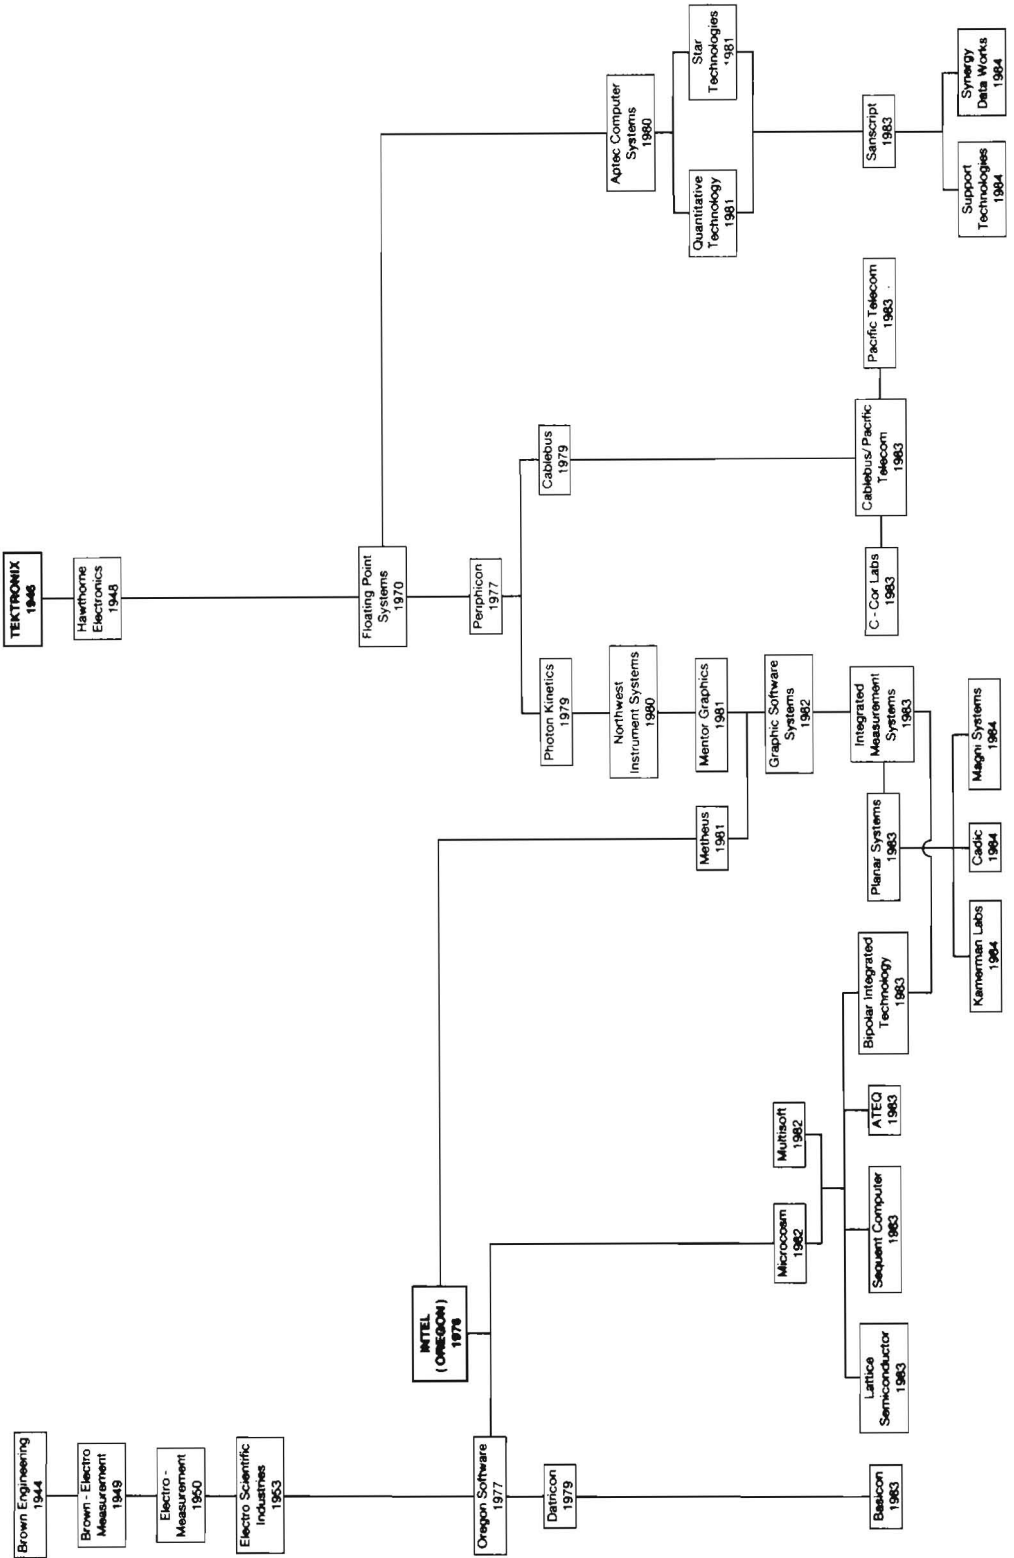 TEKTRONIX
1946
Brown Engineering
1944
Hawthorne
Electronics
1948
Brown - Electro
Measurement
1949
Electro -
Measurement
1950
Electro Scientific
Industries
1953
Floating Point
Systems
1970
INTEL
(OREGON)
1976
Oregon Software
1977
Periphicon
1977
Datricon
1979
Photon Kinetics
1979
Cablebus
1979
Northwest
Instrument Systems
1980
Aptec Computer
Systems
1980
Metheus
1981
Mentor Graphics
1981
Quantitative
Technology
1981
Star
Technologies
1981
Microcosm
1982
Multisoft
1982
Graphic Software
Systems
1982
Basicon
1983
Lattice
Semiconductor
1983
Sequent Computer
1983
ATEQ
1983
Bipolar Integrated
Technology
1983
Planar Systems
1983
Integrated
Measurement
Systems
1983
C - Cor Labs
1983
Cablebus/Pacific
Telecom
1983
Pacific Telecom
1983
Sanscript
1983
Kamerman Labs
1984
Cadic
1984
Magni Systems
1984
Support
Technologies
1984
Synergy
Data Works
1984